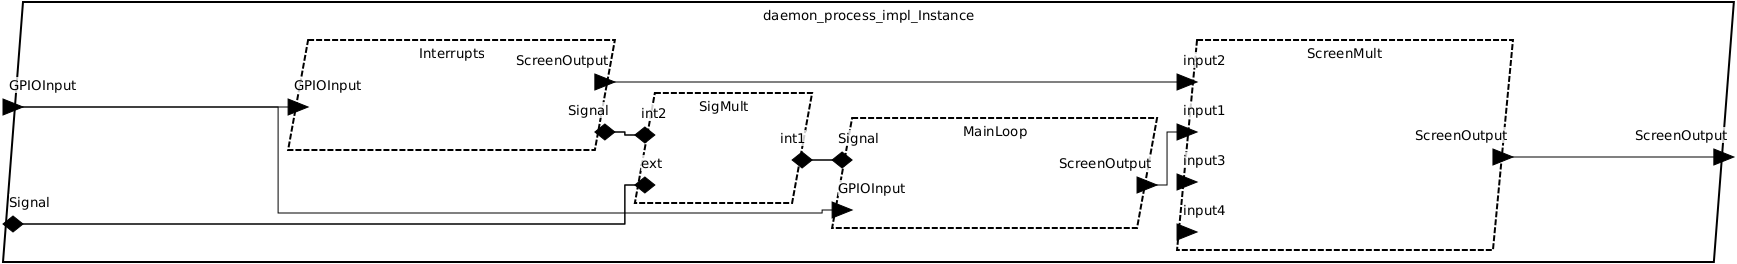 daemon_process_impl_Instance
Interrupts
ScreenOutput
GPIOInput
GPIOInput
Signal
SigMult
int2
int1
ext
Signal
MainLoop
Signal
ScreenOutput
GPIOInput
ScreenMult
input2
input1
input3
input4
ScreenOutput
ScreenOutput